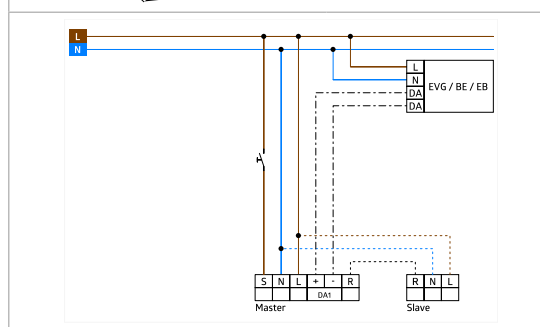 L
N
L
N
DA
DA
EVG / BE / EB
S N L + - R
DA1
Master
R N L
Slave